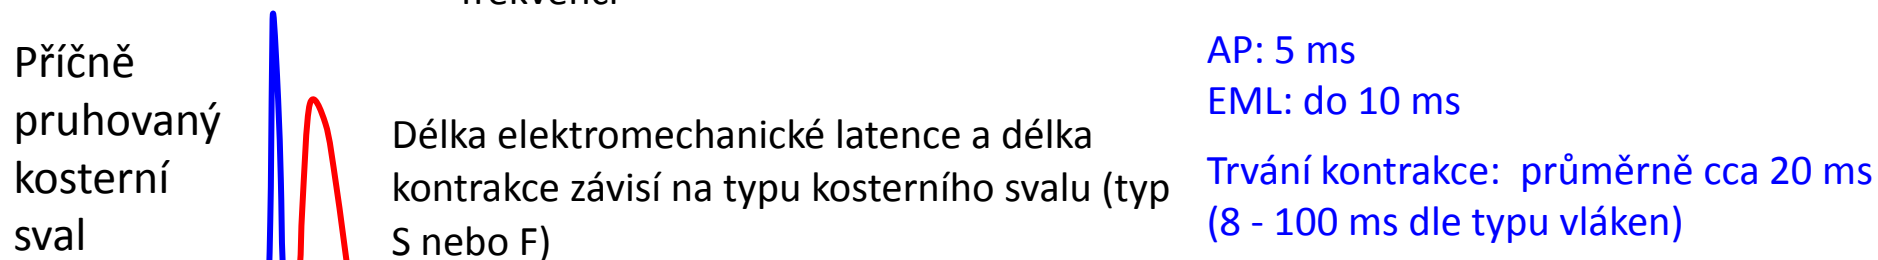 Příčně
pruhovaný
kosterní
sval
Délka elektromechanické latence a délka
kontrakce závisí na typu kosterního svalu (typ
S nebo F)
AP: 5 ms
EML: do 10 ms
Trvání kontrakce: průměrně cca 20 ms
(8 - 100 ms dle typu vláken)